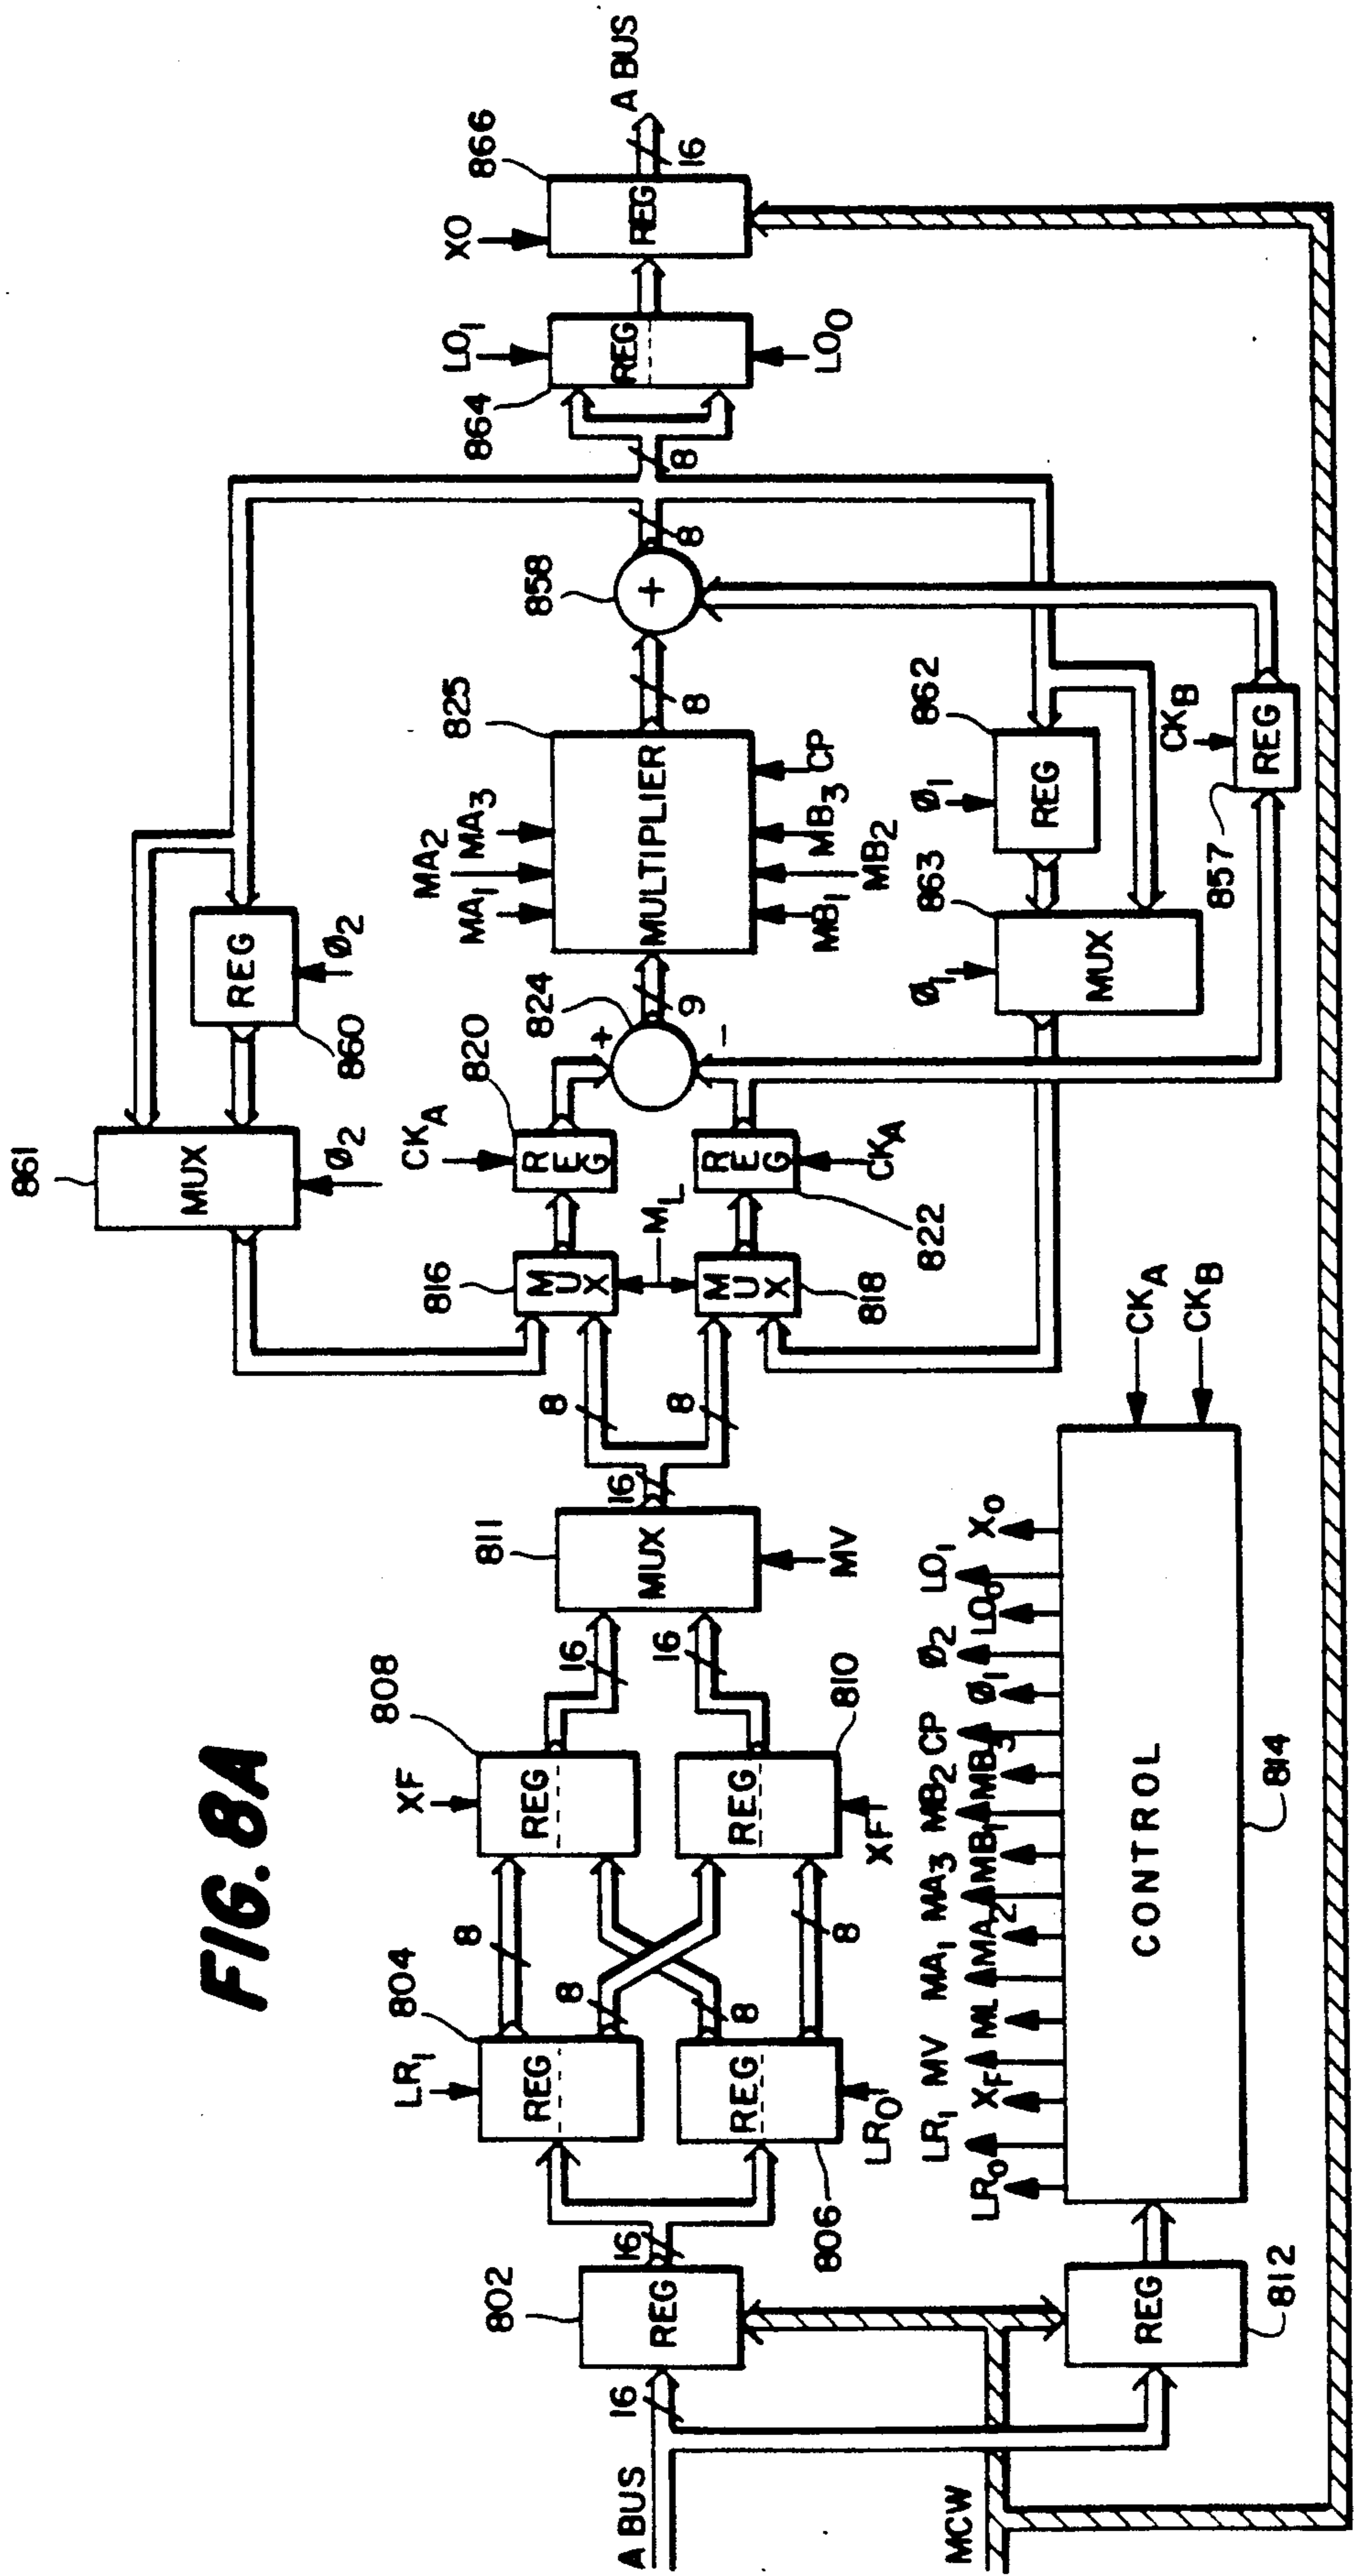 FIG. 8A
A BUS
16
802
REG
16
MCW
REG
812
804
LR1
REG
8
8
806
REG
LR0
8
8
808
XF
REG
16
810
REG
XF
16
811
MUX
MV
16
8
8
816
MUX
ML
MUX
818
CKA
820
REG
REG
CKA
822
824
+
-
9
861
MUX
Ø2
REG
860
Ø2
825
MA1
MA2
MA3
MULTIPLIER
MB1
MB2
MB3
CP
8
858
+
8
8
863
Ø1
MUX
862
Ø1
REG
857
CKB
REG
864
LO1
REG
LO0
866
XO
REG
16
A BUS
LR0
LR1
XF
MV
ML
MA1
MA2
MA3
MB1
MB2
MB3
CP
Ø1
Ø2
LO0
LO1
XO
CONTROL
814
CKA
CKB